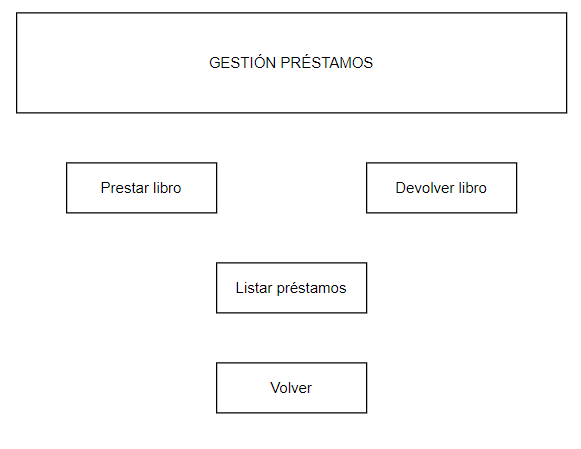 GESTIÓN PRÉSTAMOS
Prestar libro
Devolver libro
Listar préstamos
Volver